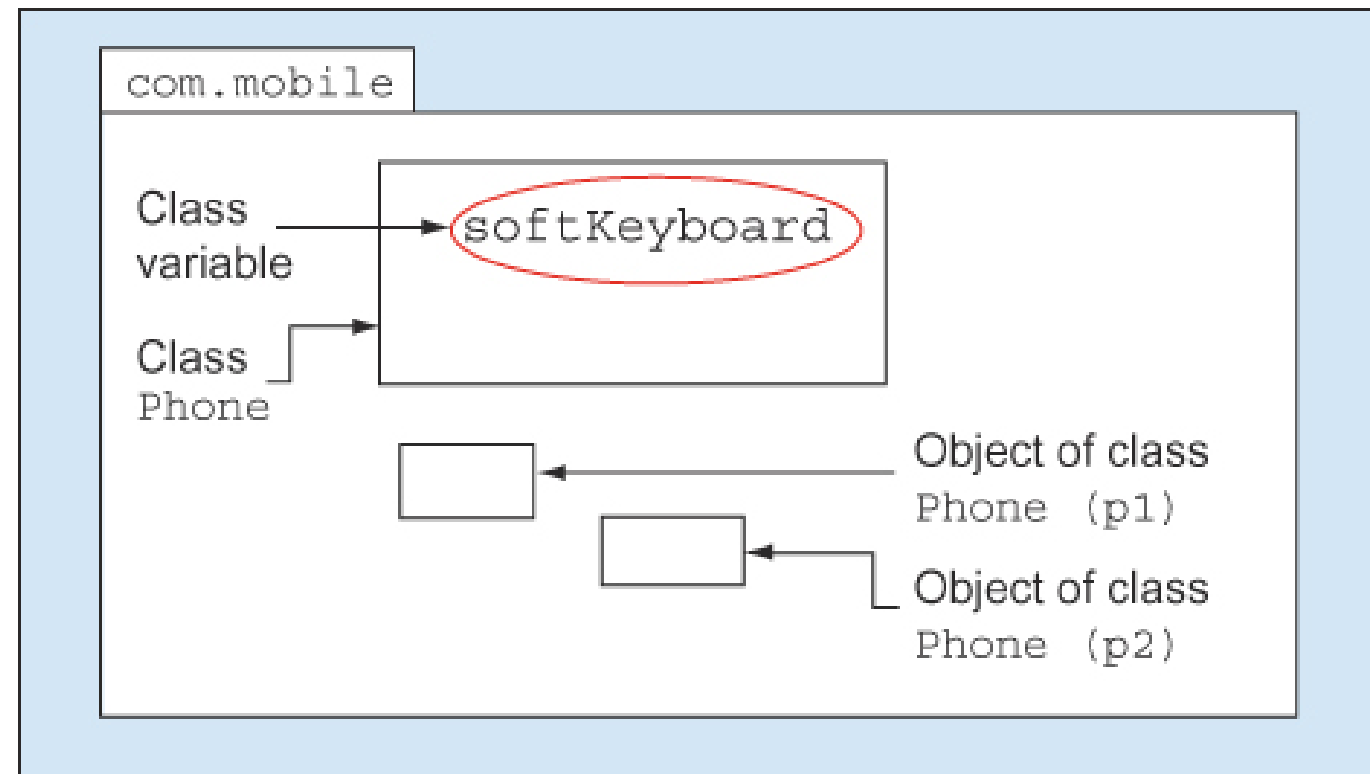 com.mobile
Class
variable
softKeyboard
Class
Phone
Object of class
Phone (p1)
Object of class
Phone (p2)